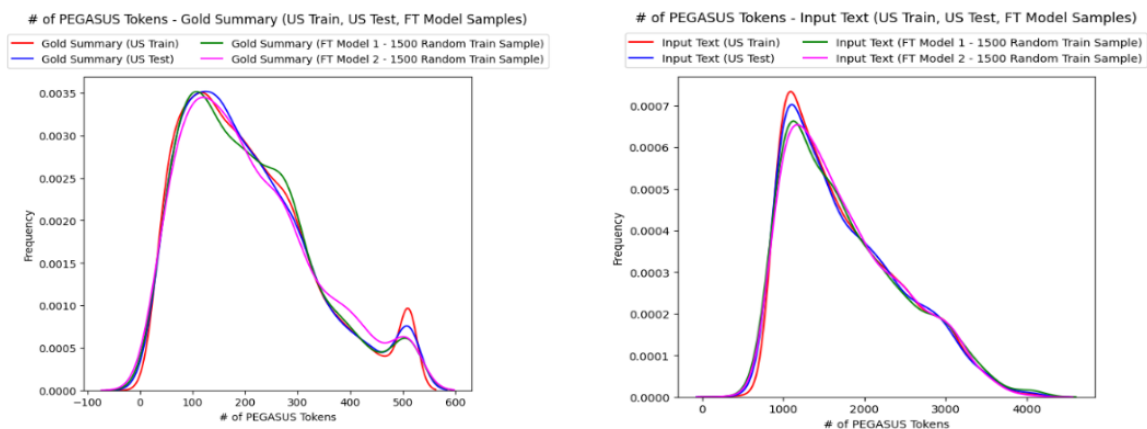 # of PEGASUS Tokens - Gold Summary (US Train, US Test, FT Model Samples)
Gold Summary (US Train)
Gold Summary (FT Model 1 - 1500 Random Train Sample)
Gold Summary (US Test)
Gold Summary (FT Model 2 - 1500 Random Train Sample)
0.0035
0.0030
0.0025
0.0020
0.0015
0.0010
0.0005
0.0000
Frequency
−100
0
100
200
300
400
500
600
# of PEGASUS Tokens
# of PEGASUS Tokens - Input Text (US Train, US Test, FT Model Samples)
Input Text (US Train)
Input Text (FT Model 1 - 1500 Random Train Sample)
Input Text (US Test)
Input Text (FT Model 2 - 1500 Random Train Sample)
0.0007
0.0006
0.0005
0.0004
0.0003
0.0002
0.0001
0.0000
Frequency
0
1000
2000
3000
4000
# of PEGASUS Tokens